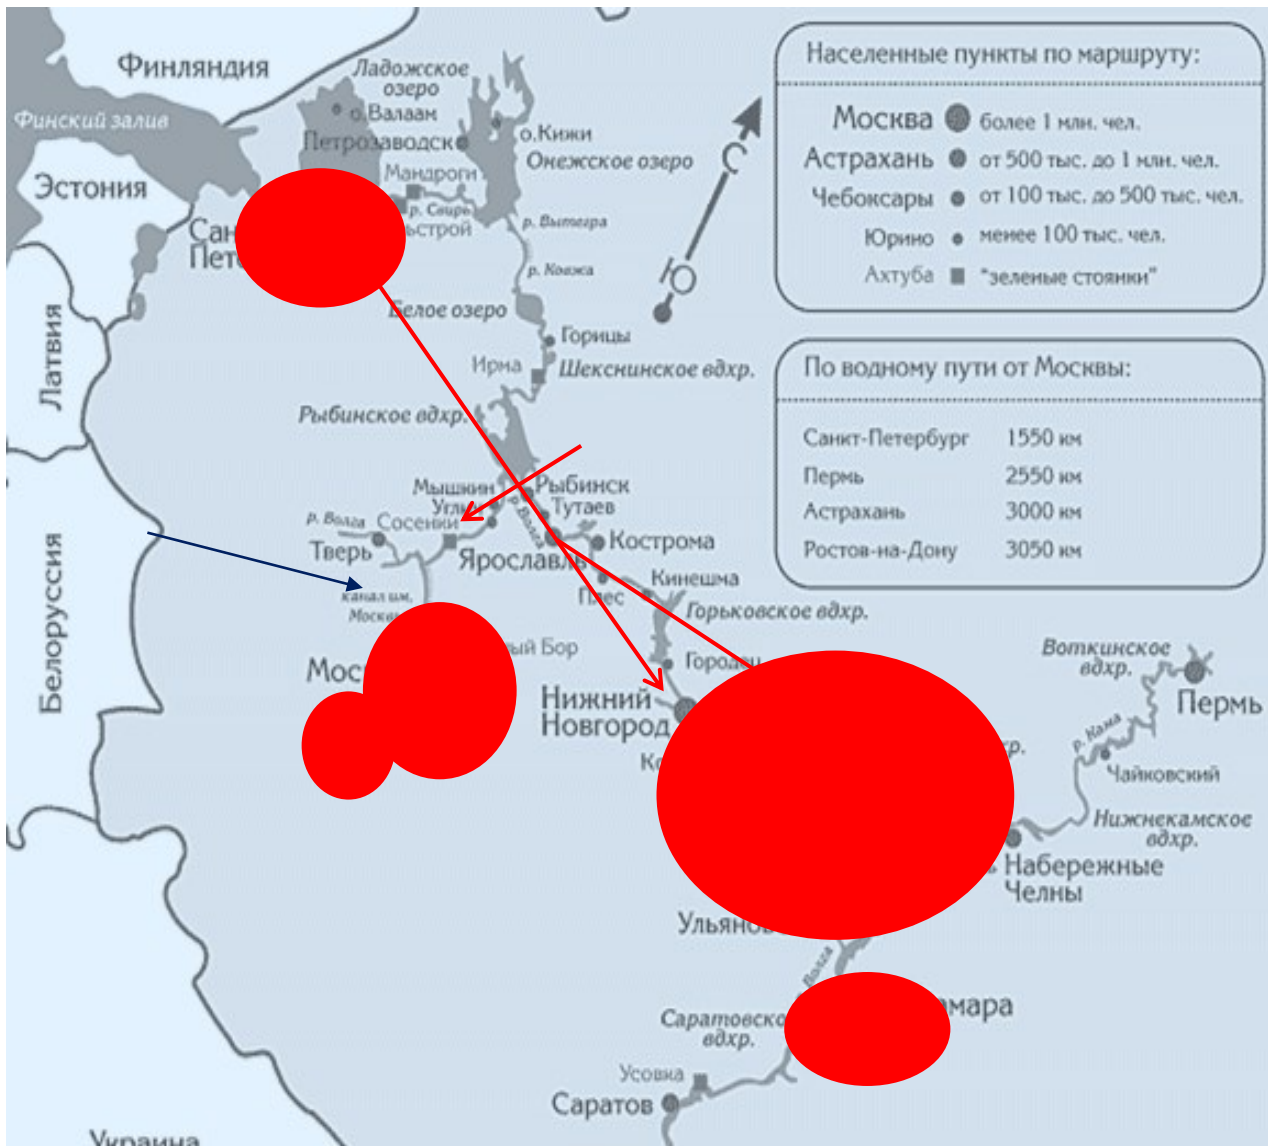 Финляндия
Ладожское
озеро
о.Валаам
Финский залив
Петрозаводск
о.Кижи
Онежское озеро
Мандроги
Эстония
р. Свирь
р. Вытегра
р. Ковжа
Белое озеро
Горицы
Ирма
Шекснинское вдхр.
Латвия
Рыбинское вдхр.
Мышкин
Рыбинск
Тутаев
р. Волга
Сосенки
р. Волга
Тверь
Ярославль
Кострома
Плес
Кинешма
канал им.
Горьковское вдхр.
Белоруссия
Бор
Городец
Нижний
Новгород
Воткинское
вдхр.
Пермь
р. Кама
Чайковский
Нижнекамское
вдхр.
Набережные
Челны
Волга
вдхр.
Усовка
Саратов
Украина
С
Ю
Населенные пункты по маршруту:
Москва более 1 млн. чел.
Астрахань от 500 тыс. до 1 млн. чел.
Чебоксары от 100 тыс. до 500 тыс. чел.
Юрино менее 100 тыс. чел.
Ахтуба "зеленые стоянки"
По водному пути от Москвы:
Санкт-Петербург 1550 км
Пермь 2550 км
Астрахань 3000 км
Ростов-на-Дону 3050 км